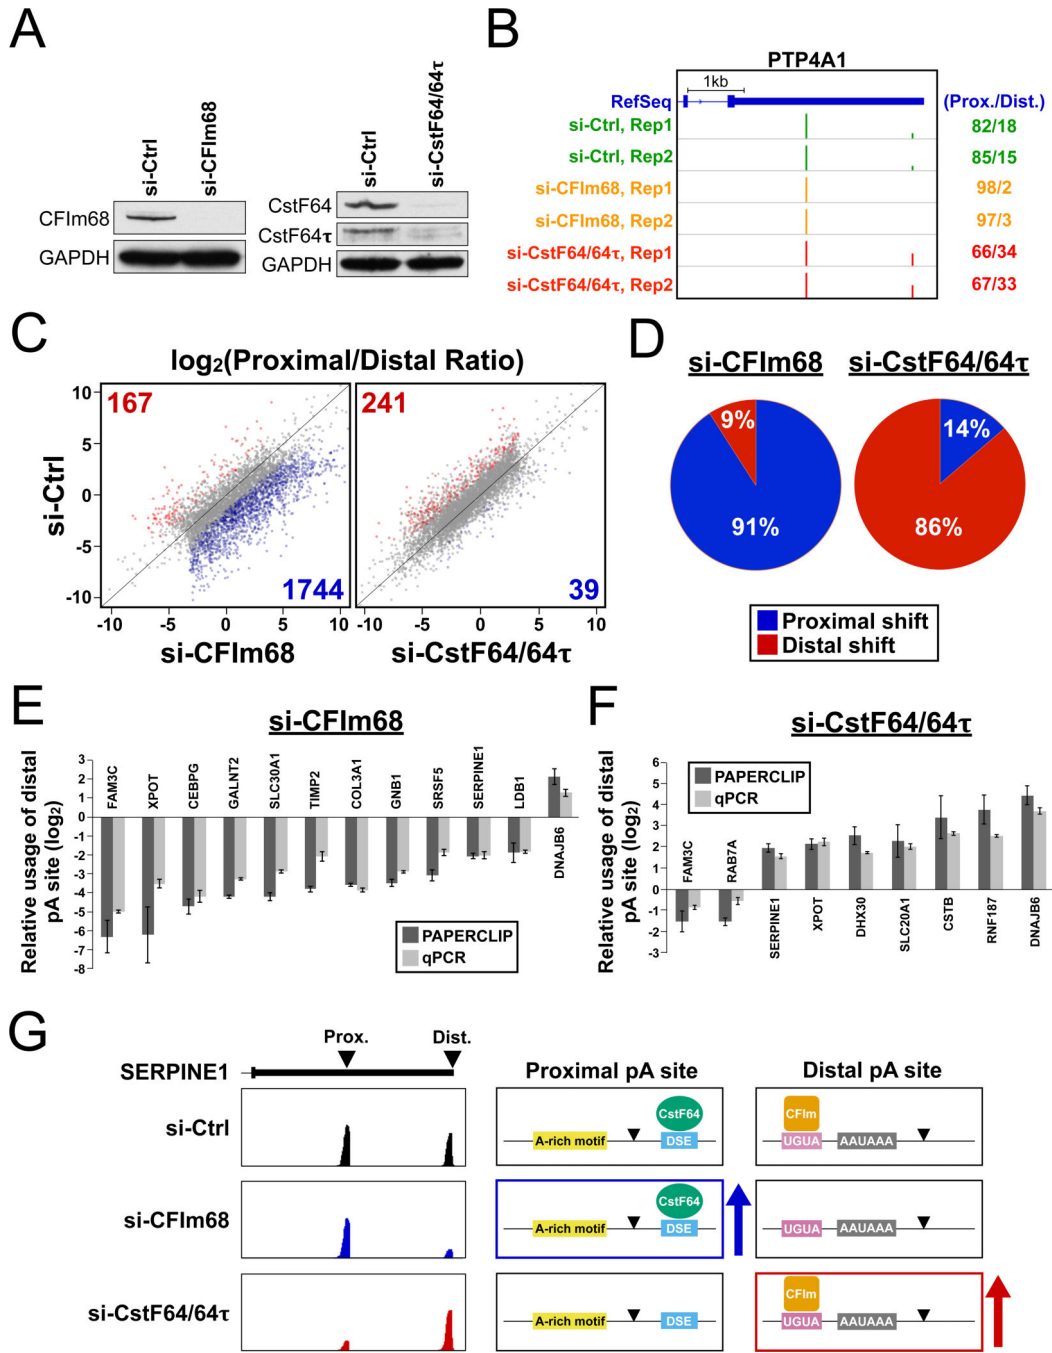 A
si-Ctrl
si-CFIm68
CFIm68
GAPDH
si-Ctrl
si-CstF64/64τ
CstF64
CstF64τ
GAPDH
B
PTP4A1
1kb
RefSeq
(Prox./Dist.)
si-Ctrl, Rep1
82/18
si-Ctrl, Rep2
85/15
si-CFIm68, Rep1
98/2
si-CFIm68, Rep2
97/3
si-CstF64/64τ, Rep1
66/34
si-CstF64/64τ, Rep2
67/33
C
log₂(Proximal/Distal Ratio)
si-Ctrl
10
5
0
-5
-10
167
1744
-10
-5
0
5
10
si-CFIm68
241
39
-10
-5
0
5
10
si-CstF64/64τ
D
si-CFIm68
9%
91%
si-CstF64/64τ
14%
86%
Proximal shift
Distal shift
E
si-CFIm68
Relative usage of distal
pA site (log₂)
3
2
1
0
-1
-2
-3
-4
-5
-6
-7
-8
FAM3C
XPOT
CEBPG
GALNT2
SLC30A1
TIMP2
COL3A1
GNB1
SRSF5
SERPINE1
LDB1
DNAJB6
PAPERCLIP
qPCR
F
si-CstF64/64τ
Relative usage of distal
pA site (log₂)
6
5
4
3
2
1
0
-1
-2
-3
PAPERCLIP
qPCR
FAM3C
RAB7A
SERPINE1
XPOT
DHX30
SLC20A1
CSTB
RNF187
DNAJB6
G
Prox.
Dist.
SERPINE1
Proximal pA site
Distal pA site
si-Ctrl
CstF64
A-rich motif
DSE
CFIm
UGUA
AAUAAA
si-CFIm68
CstF64
A-rich motif
DSE
UGUA
AAUAAA
si-CstF64/64τ
A-rich motif
DSE
CFIm
UGUA
AAUAAA